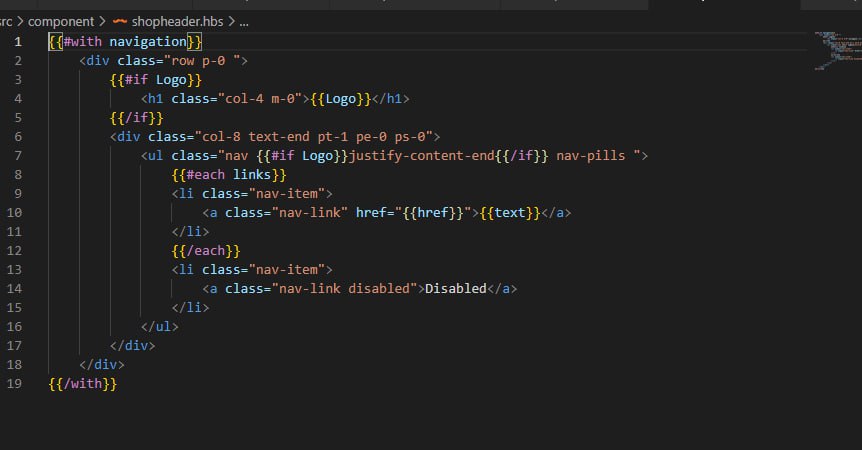 src > component > shopheader.hbs > ...
1 {{#with navigation}}
2 <div class="row p-0 ">
3 {{#if Logo}}
4 <h1 class="col-4 m-0">{{Logo}}</h1>
5 {{/if}}
6 <div class="col-8 text-end pt-1 pe-0 ps-0">
7 <ul class="nav {{#if Logo}}justify-content-end{{/if}} nav-pills ">
8 {{#each links}}
9 <li class="nav-item">
10 <a class="nav-link" href="{{href}}">{{text}}</a>
11 </li>
12 {{/each}}
13 <li class="nav-item">
14 <a class="nav-link disabled">Disabled</a>
15 </li>
16 </ul>
17 </div>
18 </div>
19 {{/with}}